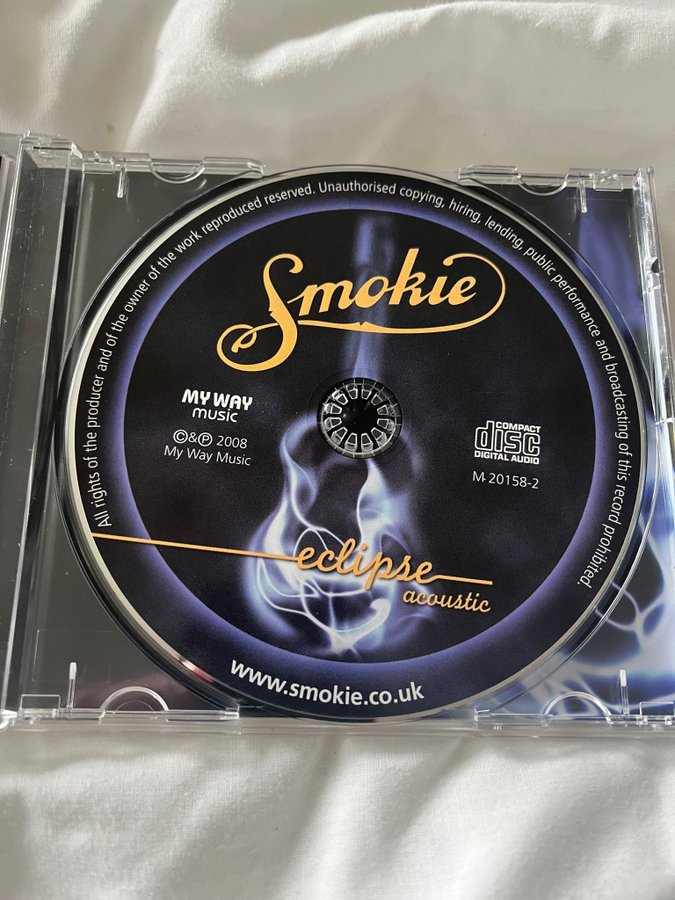 All rights of the producer and of the owner of the work reproduced reserved. Unauthorised copying, hiring, lending, public performance and broadcasting of this record prohibited.
Smokie
MY WAY
music
©&℗ 2008
My Way Music
COMPACT
disc
DIGITAL AUDIO
M-20158-2
eclipse
acoustic
www.smokie.co.uk